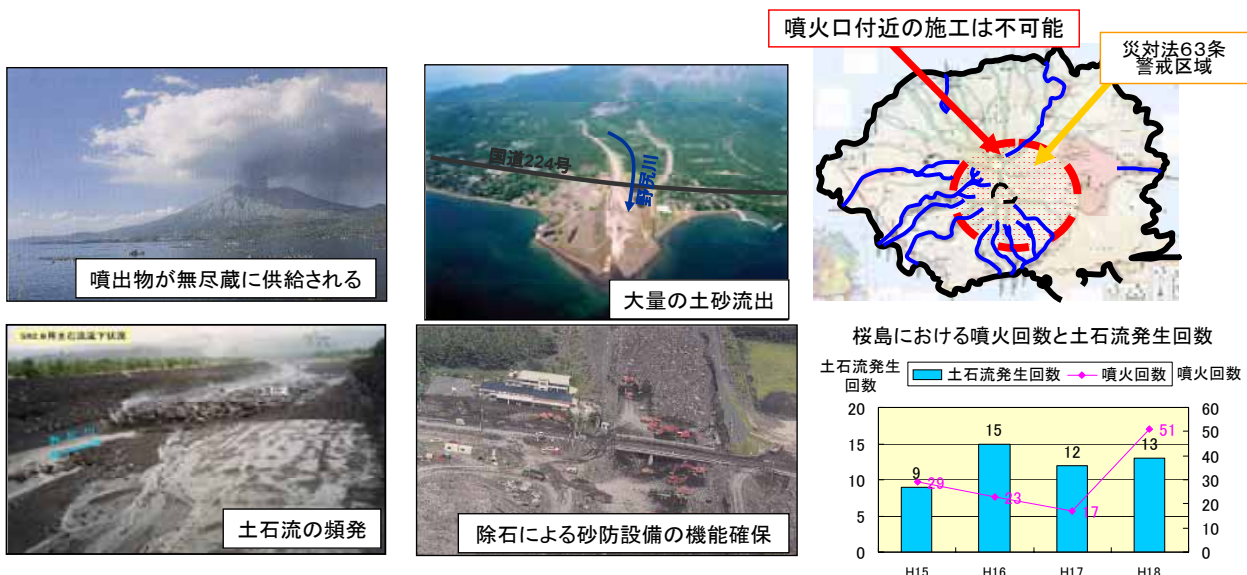 噴火口付近の施工は不可能
災対法63条
警戒区域
国道224号
野尻川
噴出物が無尽蔵に供給される
大量の土砂流出
土石流の頻発
除石による砂防設備の機能確保
桜島における噴火回数と土石流発生回数
土石流発生
回数
土石流発生回数
噴火回数
噴火回数
20
15
10
5
0
60
50
40
30
20
10
0
9
15
12
13
29
23
17
51
H15
H16
H17
H18